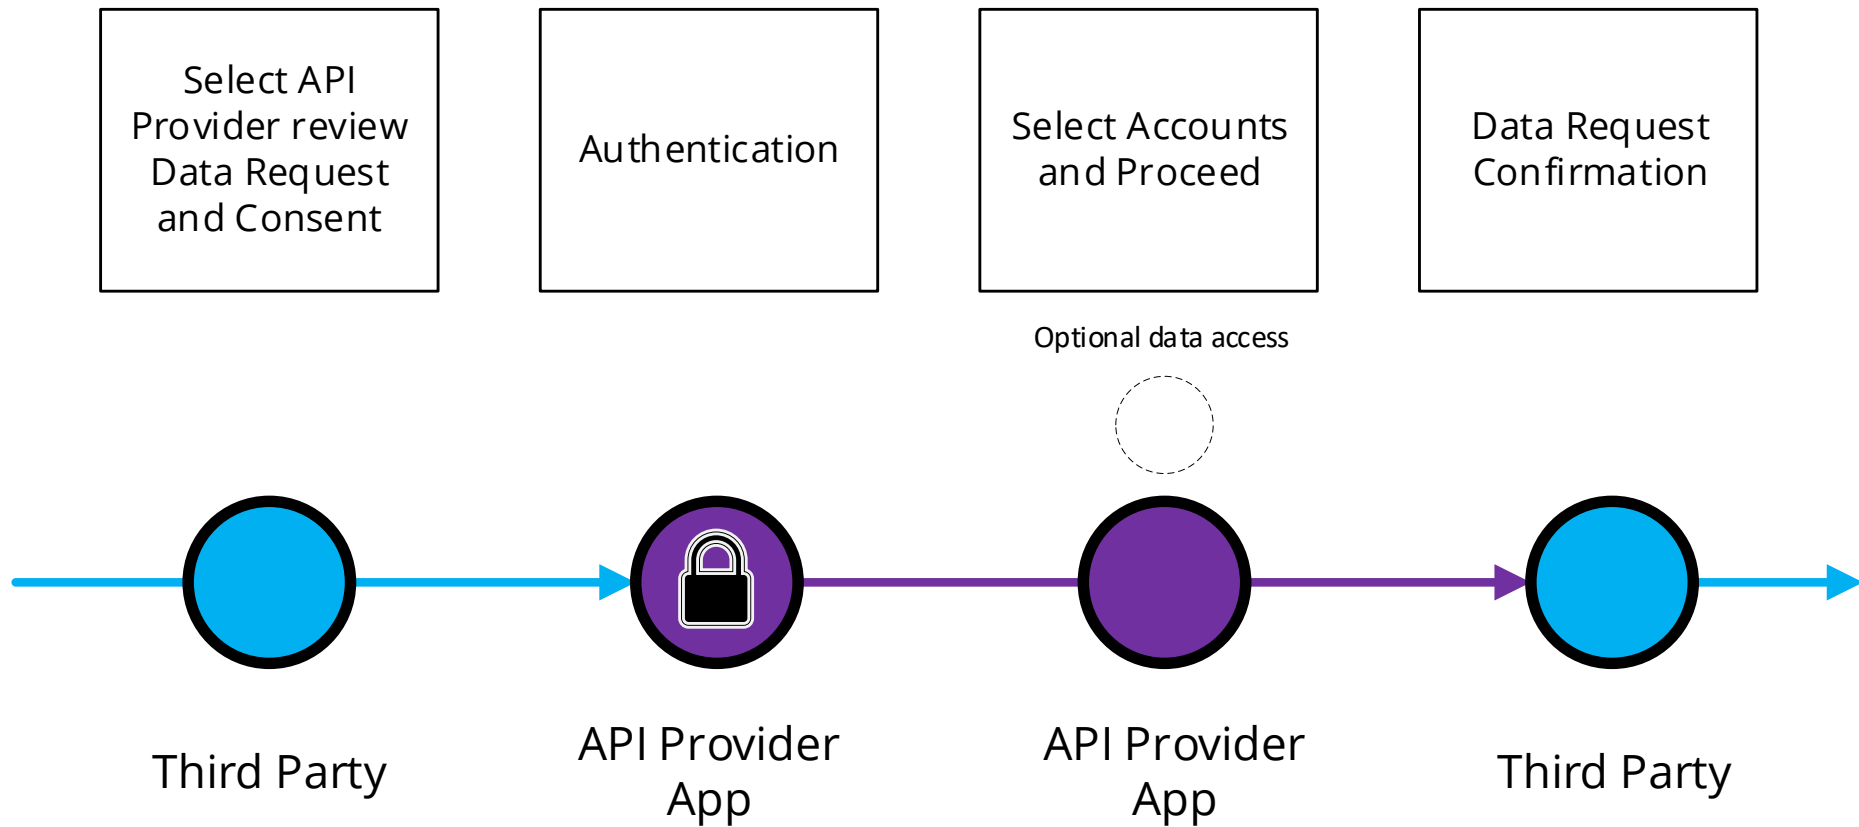 Select API
Provider review
Data Request
and Consent
Authentication
Select Accounts
and Proceed
Data Request
Confirmation
Optional data access
Third Party
API Provider
App
API Provider
App
Third Party